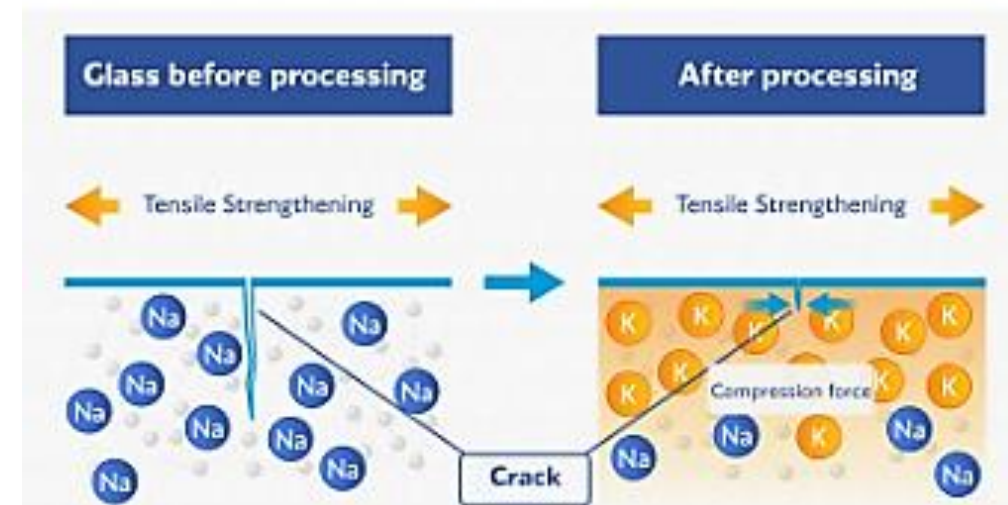 Glass before processing
After processing
Tensile Strengthening
Tensile Strengthening
Na
Na
Na
Na
Na
Na
Na
Na
Na
Na
Na
K
K
K
K
K
K
K
K
K
K
Compression force
Na
Na
Na
Na
Crack